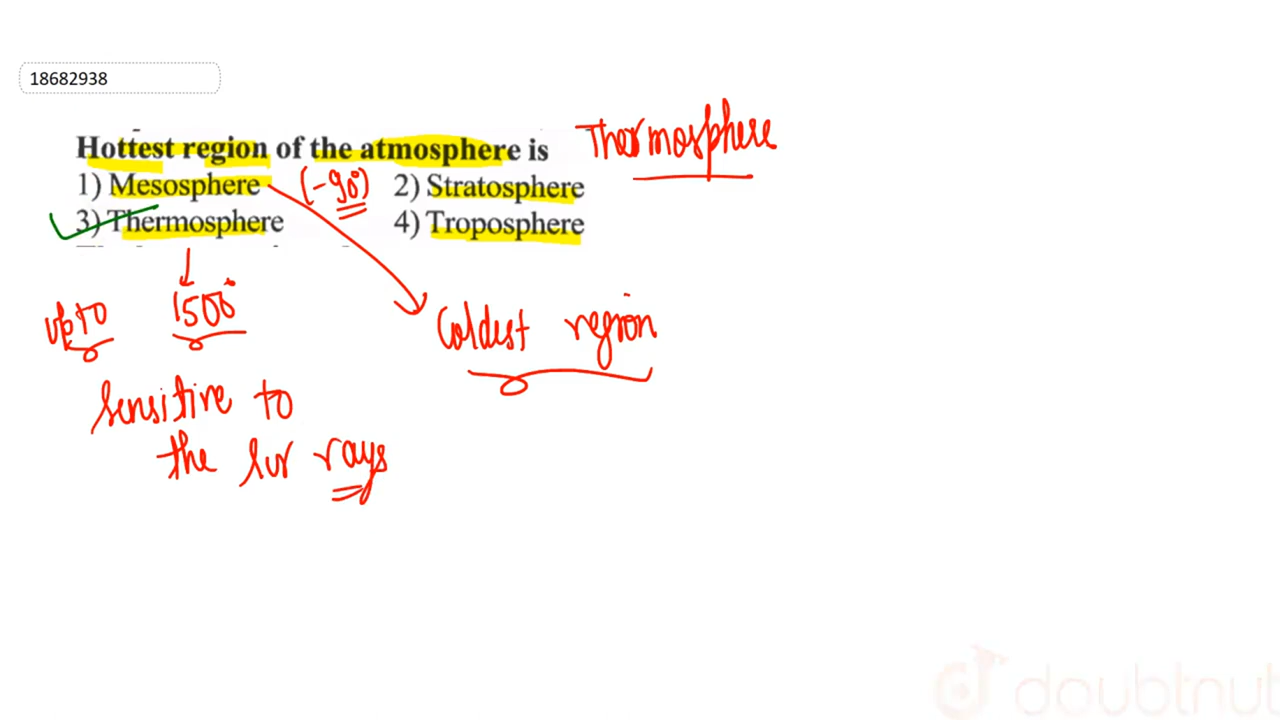 18682938
Hottest region of the atmosphere is Thermosphere
1) Mesosphere (-90°) 2) Stratosphere
3) Thermosphere 4) Troposphere
upto 1500°
Coldest region
Sensitive to
the rays
doubtnut